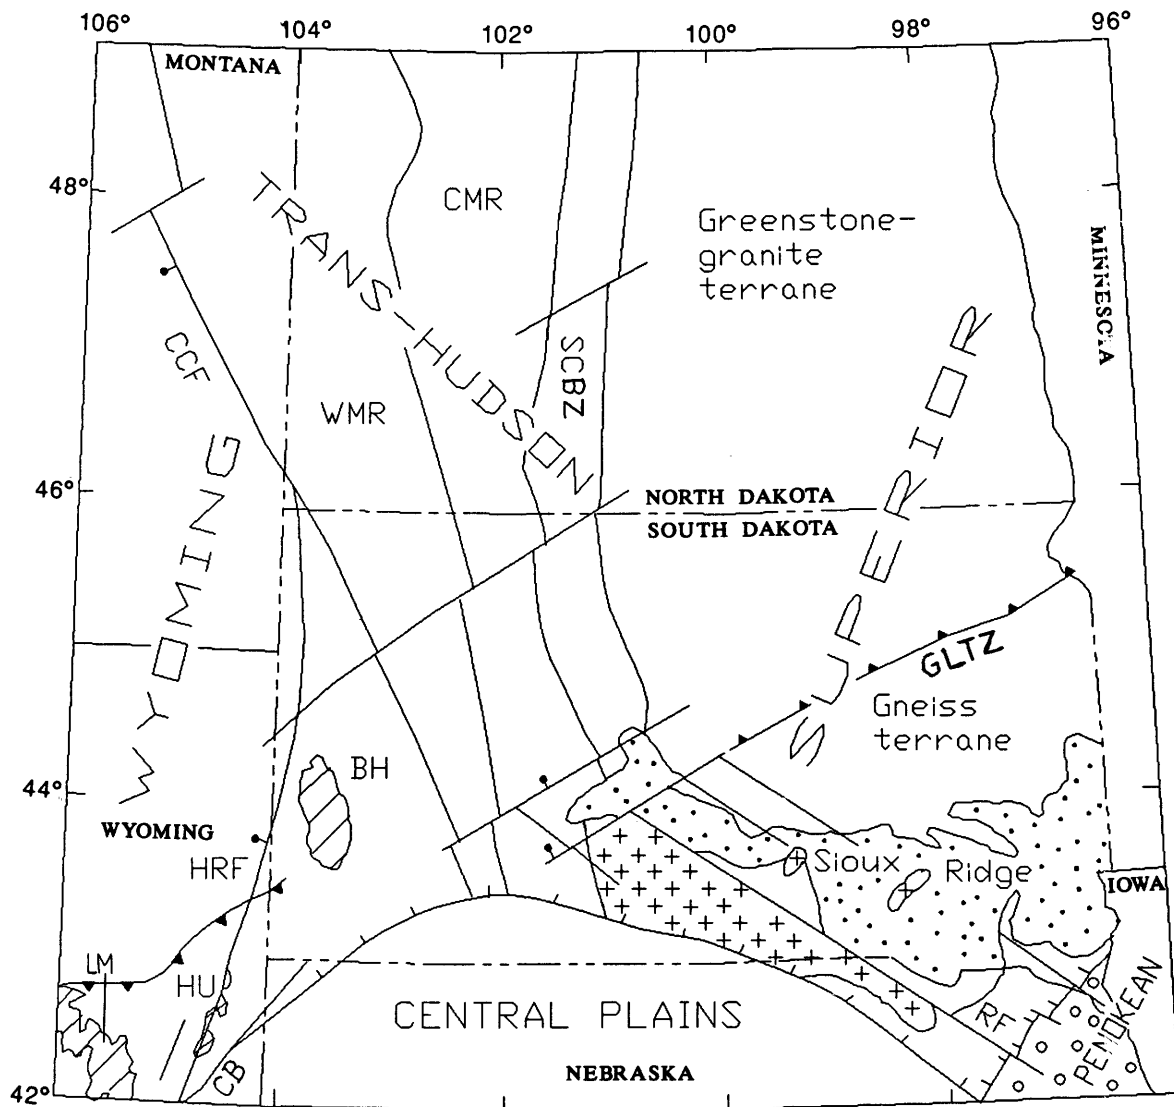 106°
104°
102°
100°
98°
96°
MONTANA
48°
TRANS-HUDSON
CMR
Greenstone-
granite
terrane
MINNESOTA
CCF
SCBZ
WMR
SUPERIOR
WYOMING
46°
NORTH DAKOTA
SOUTH DAKOTA
GLTZ
Gneiss
terrane
BH
44°
WYOMING
HRF
Sioux Ridge
IOWA
LM
HU
CENTRAL PLAINS
RF
PENOKEAN
CB
NEBRASKA
42°